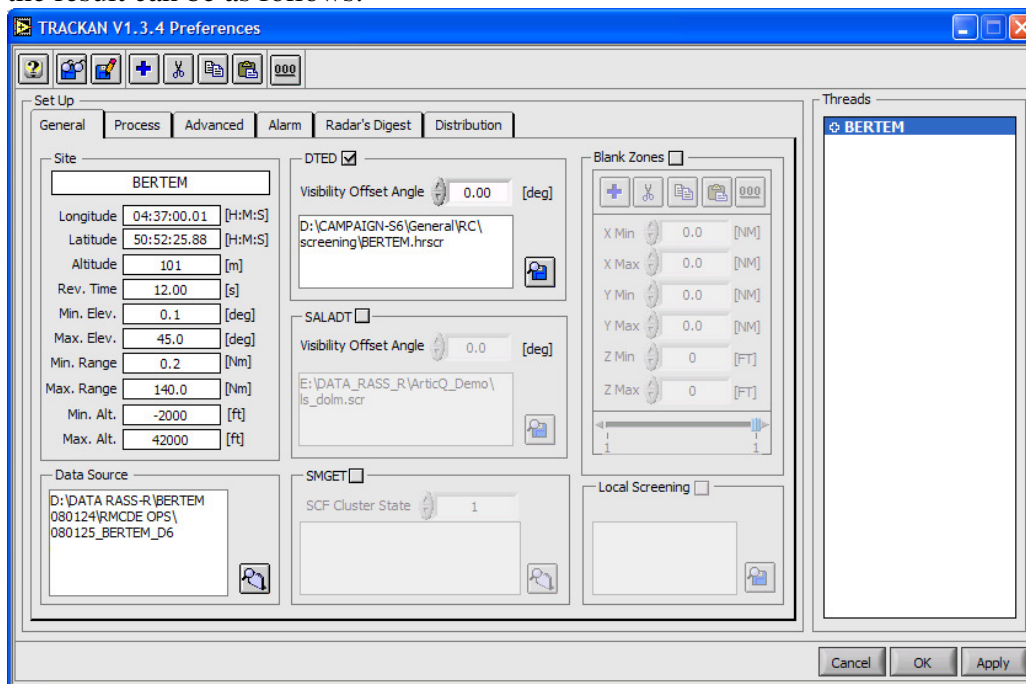 the result can be as follows.
TRACKAN V1.3.4 Preferences
Set Up
General Process Advanced Alarm Radar's Digest Distribution
Site
BERTEM
Longitude 04:37:00.01 [H:M:S]
Latitude 50:52:25.88 [H:M:S]
Altitude 101 [m]
Rev. Time 12.00 [s]
Min. Elev. 0.1 [deg]
Max. Elev. 45.0 [deg]
Min. Range 0.2 [Nm]
Max. Range 140.0 [Nm]
Min. Alt. -2000 [ft]
Max. Alt. 42000 [ft]
Data Source
D:\DATA RASS-R\BERTEM
080124\RMCDE OPS\
080125_BERTEM_D6
DTED
Visibility Offset Angle 0.00 [deg]
D:\CAMPAIGN-S6\General\RC\
screening\BERTEM.hrscr
SALADT
Visibility Offset Angle 0.0 [deg]
E:\DATA_RASS_R\ArticQ_Demo\
ls_dolm.scr
SMGET
SCF Cluster State 1
Blank Zones
000
X Min 0.0 [NM]
X Max 0.0 [NM]
Y Min 0.0 [NM]
Y Max 0.0 [NM]
Z Min 0 [FT]
Z Max 0 [FT]
1 1
Local Screening
Threads
BERTEM
000
Cancel OK Apply